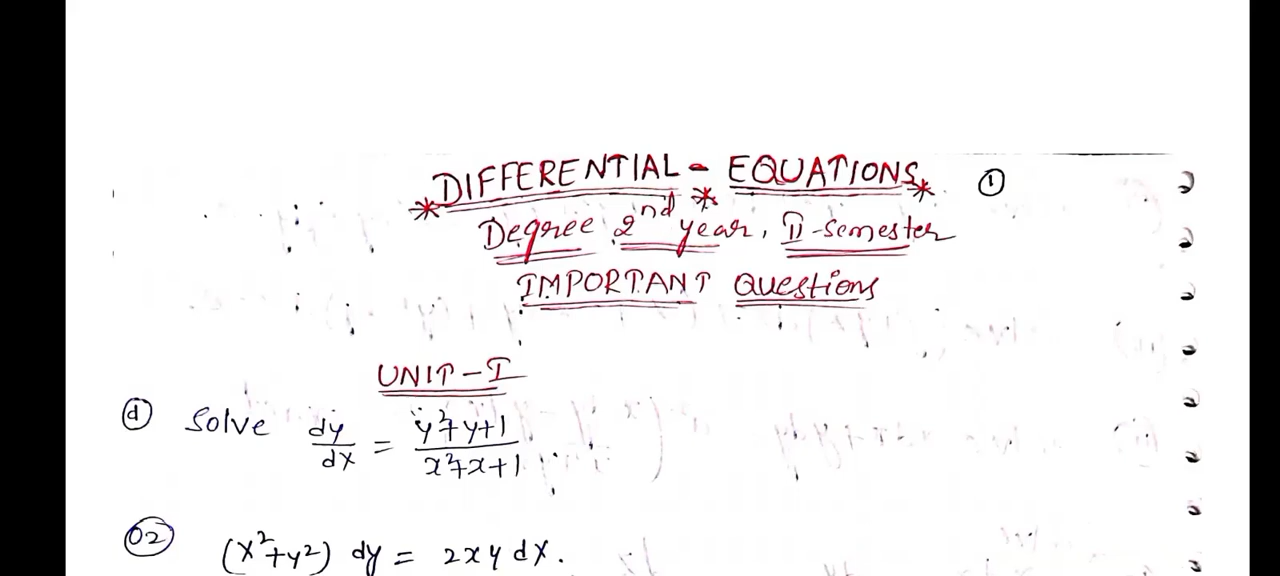 *DIFFERENTIAL - EQUATIONS* ①
*
Degree 2nd year, II-semester
IMPORTANT Questions
UNIT-I
① Solve dy/dx = y²+y+1/x²+x+1
02 (x²+y²) dy = 2xy dx.